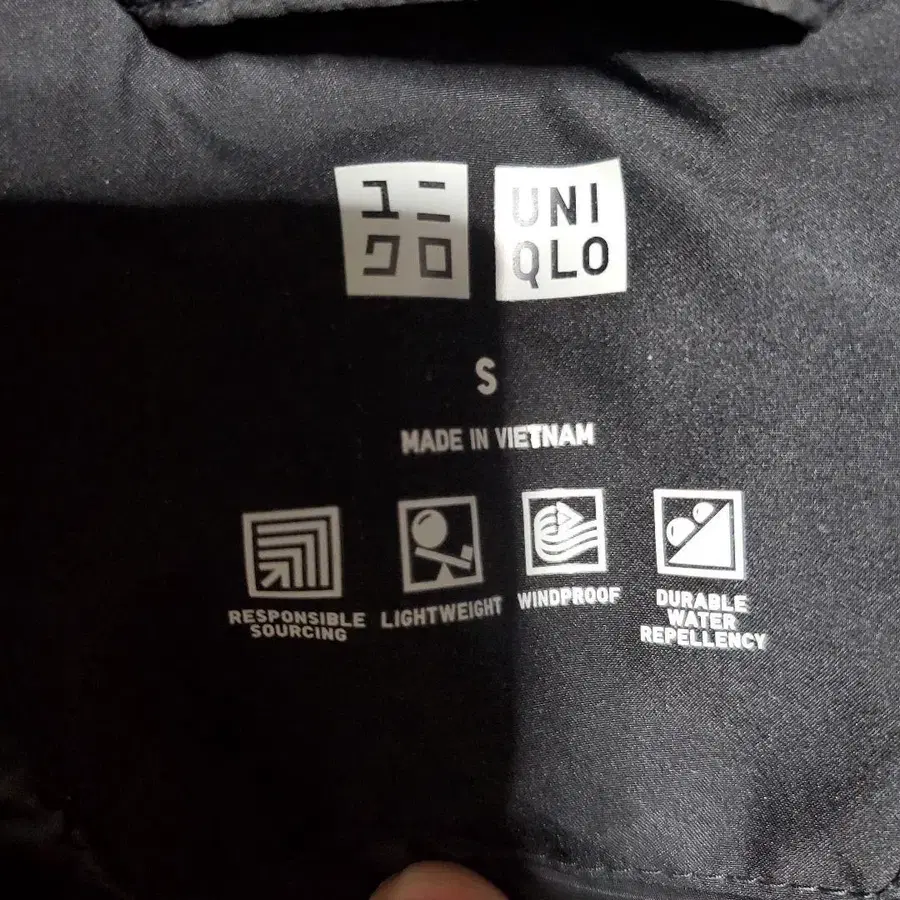 ユニ
クロ
UNI
QLO
S
MADE IN VIETNAM
RESPONSIBLE
SOURCING
LIGHTWEIGHT
WINDPROOF
DURABLE
WATER
REPELLENCY